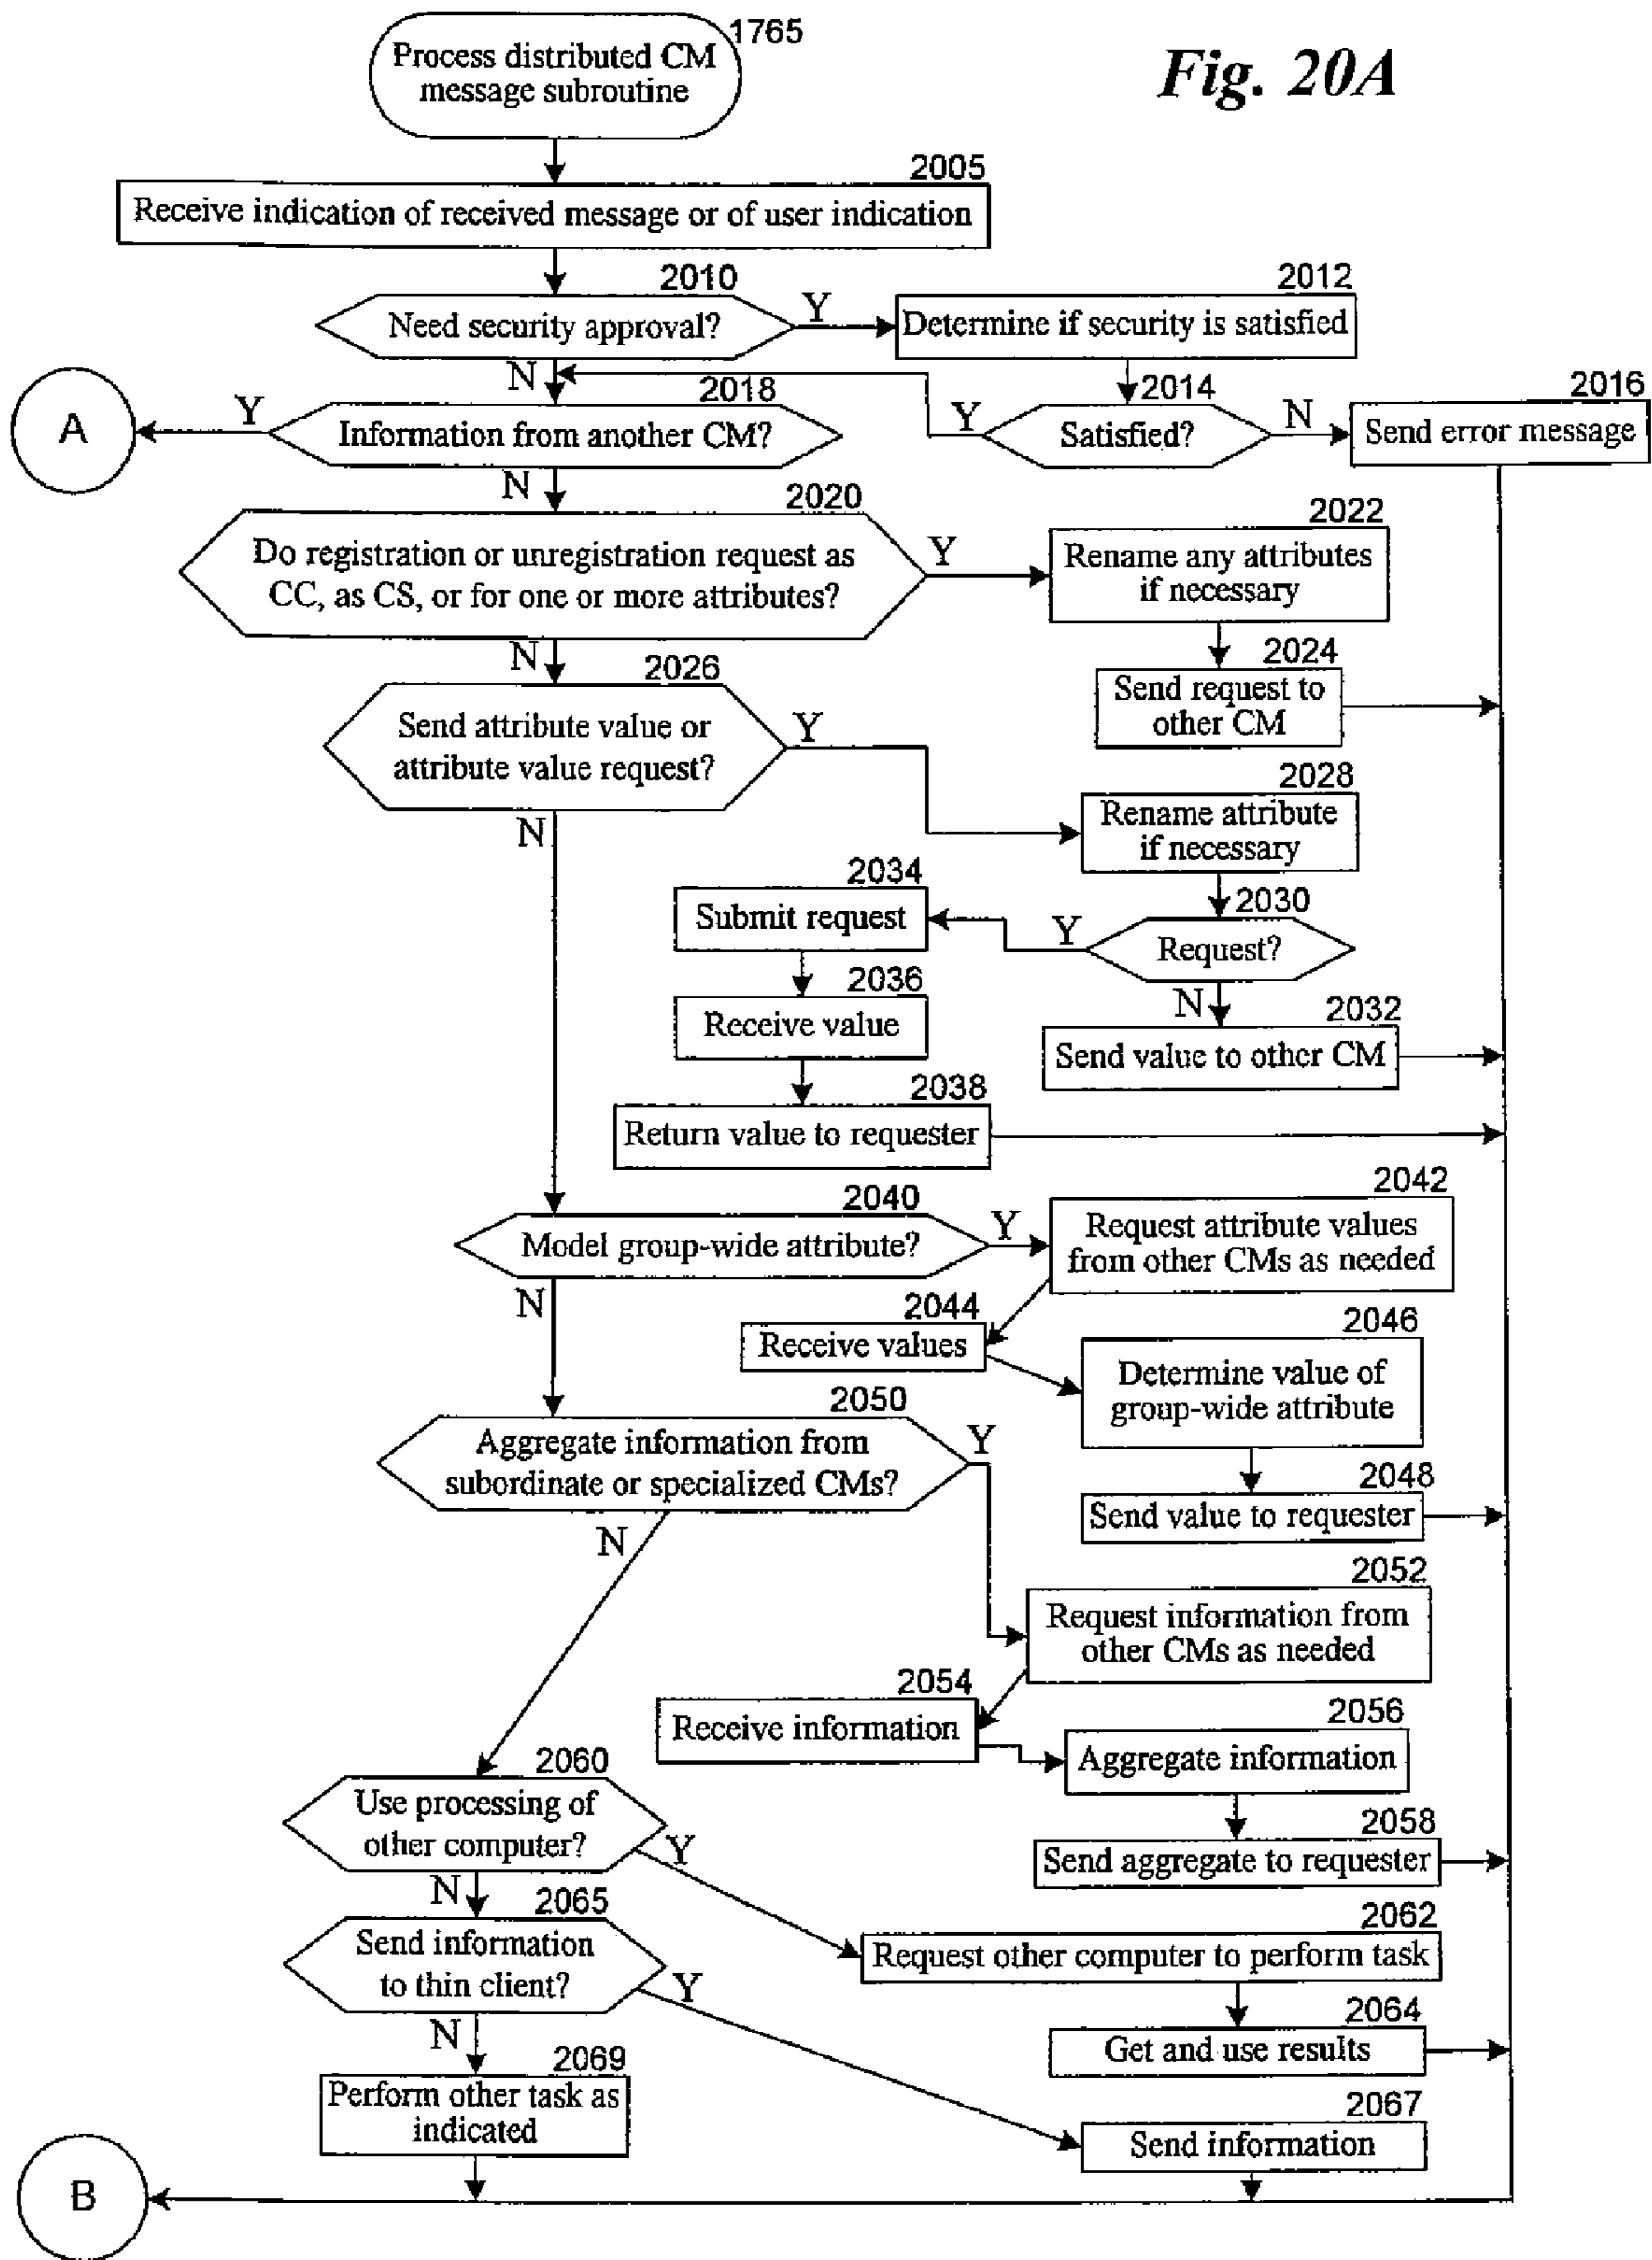 Fig. 20A
1765
Process distributed CM
message subroutine
2005
Receive indication of received message or of user indication
2010
Need security approval?
Y
2012
Determine if security is satisfied
N
2014
Satisfied?
Y
N
2016
Send error message
2018
Information from another CM?
Y
A
N
2020
Do registration or unregistration request as
CC, as CS, or for one or more attributes?
Y
2022
Rename any attributes
if necessary
2024
Send request to
other CM
N
2026
Send attribute value or
attribute value request?
Y
2028
Rename attribute
if necessary
2030
Request?
Y
2034
Submit request
2036
Receive value
N
2032
Send value to other CM
2038
Return value to requester
N
2040
Model group-wide attribute?
Y
2042
Request attribute values
from other CMs as needed
2044
Receive values
2046
Determine value of
group-wide attribute
2048
Send value to requester
N
2050
Aggregate information from
subordinate or specialized CMs?
Y
2052
Request information from
other CMs as needed
2054
Receive information
2056
Aggregate information
2058
Send aggregate to requester
N
2060
Use processing of
other computer?
Y
2062
Request other computer to perform task
2064
Get and use results
N
2065
Send information
to thin client?
Y
2067
Send information
N
2069
Perform other task as
indicated
B